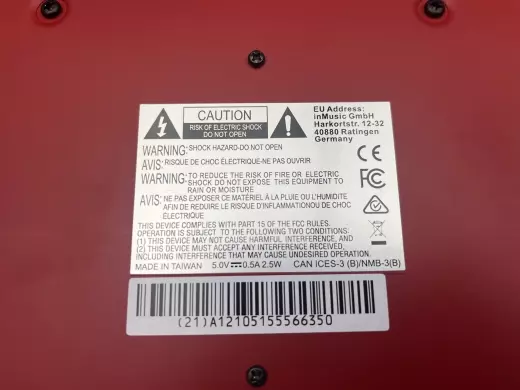 CAUTION
RISK OF ELECTRIC SHOCK
DO NOT OPEN
EU Address:
inMusic GmbH
Harkortstr. 12-32
40880 Ratingen
Germany
WARNING: SHOCK HAZARD-DO NOT OPEN
AVIS: RISQUE DE CHOC ÉLECTRIQUE-NE PAS OUVRIR
WARNING: TO REDUCE THE RISK OF FIRE OR ELECTRIC
SHOCK DO NOT EXPOSE THIS EQUIPMENT TO
RAIN OR MOISTURE
AVIS: NE PAS EXPOSER CE MATERIEL À LA PLUIE OU L'HUMIDITE
AFIN DE REDUIRE LE RISQUE D'INFLAMMATIONOU DE CHOC
ÉLECTRIQUE
THIS DEVICE COMPLIES WITH PART 15 OF THE FCC RULES.
OPERATION IS SUBJECT TO THE FOLLOWING TWO CONDITIONS:
(1) THIS DEVICE MAY NOT CAUSE HARMFUL INTERFERENCE, AND
(2) THIS DEVICE MUST ACCEPT ANY INTERFERENCE RECEIVED,
INCLUDING INTERFERENCE THAT MAY CAUSE UNDESIRED OPERATION.
MADE IN TAIWAN 5.0V⎓0.5A 2.5W CAN ICES-3 (B)/NMB-3(B)
(21)A12105155566350